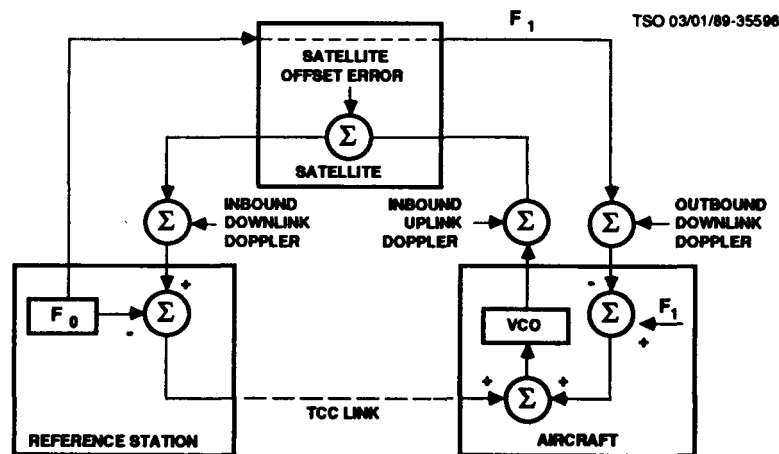 F 1
TSO 03/01/89-35596
SATELLITE
OFFSET ERROR
Σ
SATELLITE
INBOUND
DOWNLINK
DOPPLER
Σ
INBOUND
UPLINK
DOPPLER
Σ
Σ
OUTBOUND
DOWNLINK
DOPPLER
F 0
+
-
Σ
VCO
-
Σ
F 1
+
+
Σ
+
TCC LINK
REFERENCE STATION
AIRCRAFT